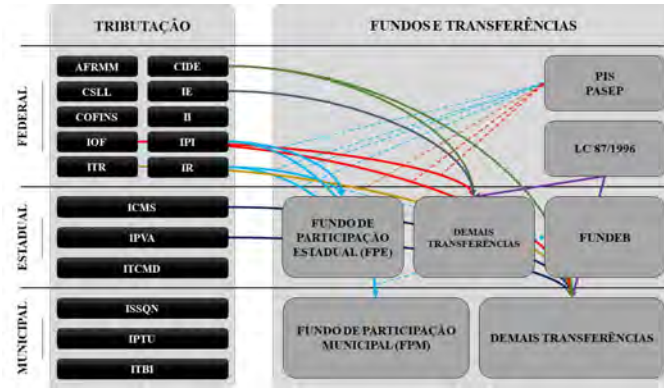 TRIBUTAÇÃO
FUNDOS E TRANSFERÊNCIAS
FEDERAL
AFRMM
CIDE
CSLL
IE
COFINS
II
IOF
IPI
ITR
IR
PIS
PASEP
LC 87/1996
ESTADUAL
ICMS
IPVA
ITCMD
FUNDO DE
PARTICIPAÇÃO
ESTADUAL (FPE)
DEMAIS
TRANSFERÊNCIAS
FUNDEB
MUNICIPAL
ISSQN
IPTU
ITBI
FUNDO DE PARTICIPAÇÃO
MUNICIPAL (FPM)
DEMAIS TRANSFERÊNCIAS